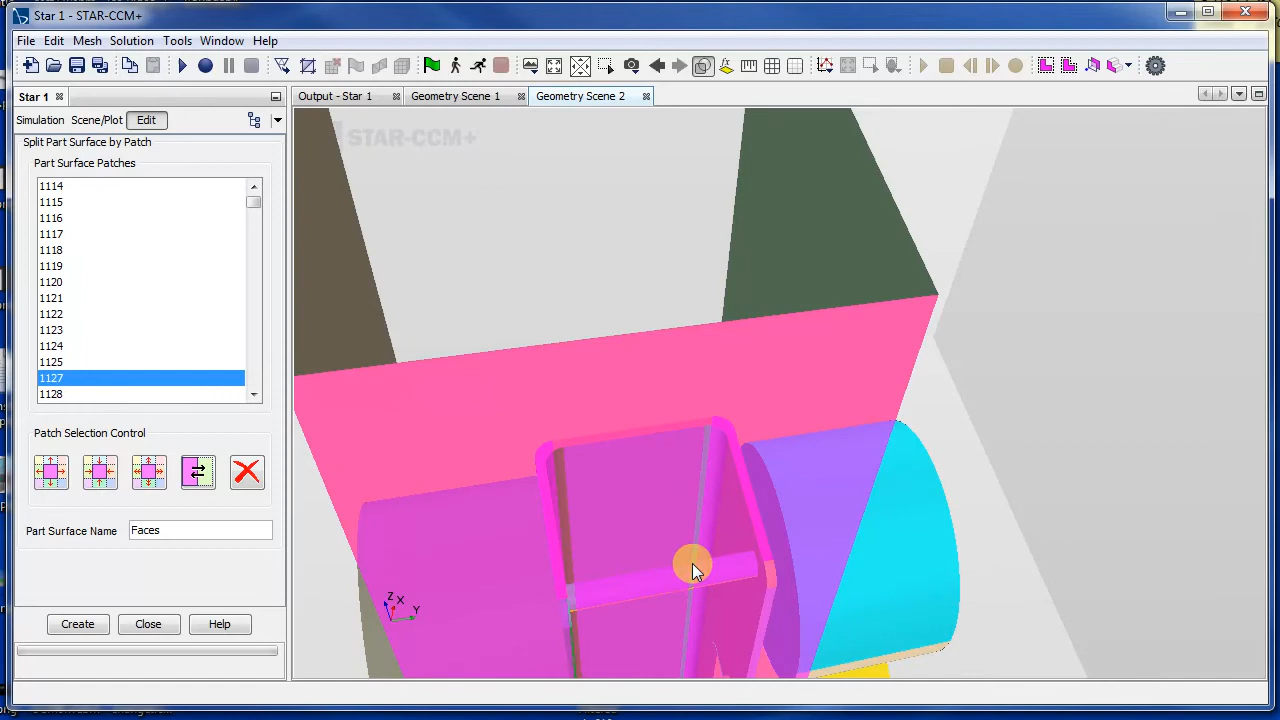 Star 1 - STAR-CCM+
File Edit Mesh Solution Tools Window Help
Star 1 Output - Star 1 Geometry Scene 1 Geometry Scene 2
Simulation Scene/Plot Edit
STAR-CCM+
Split Part Surface by Patch
Part Surface Patches
1114
1115
1116
1117
1118
1119
1120
1121
1122
1123
1124
1125
1127
1128
Patch Selection Control
Part Surface Name Faces
Z X Y
Create Close Help